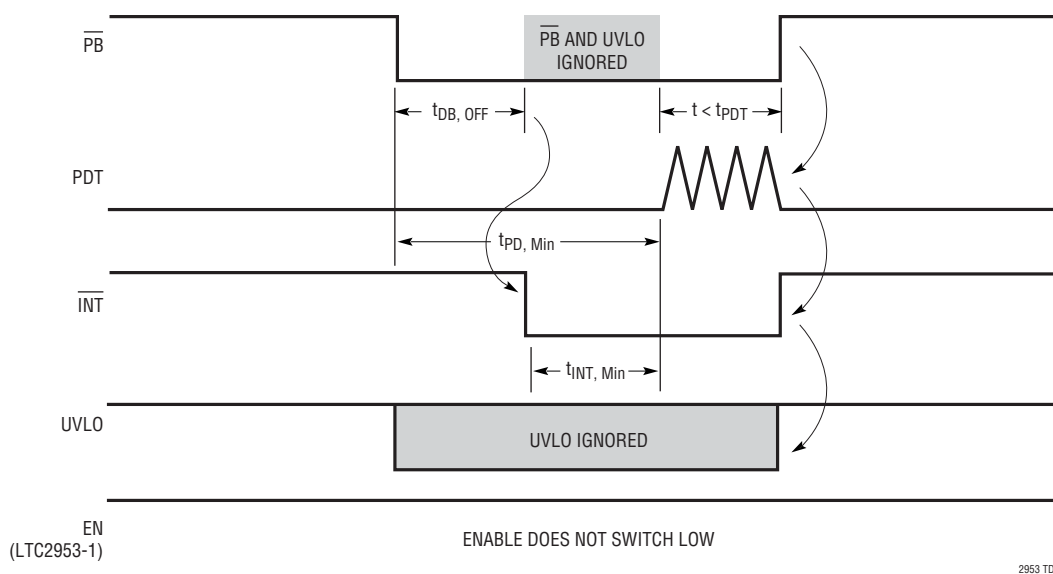 PB
PB AND UVLO
IGNORED
tDB, OFF
t < tPDT
PDT
tPD, Min
INT
tINT, Min
UVLO
UVLO IGNORED
EN
(LTC2953-1)
ENABLE DOES NOT SWITCH LOW
2953 TD